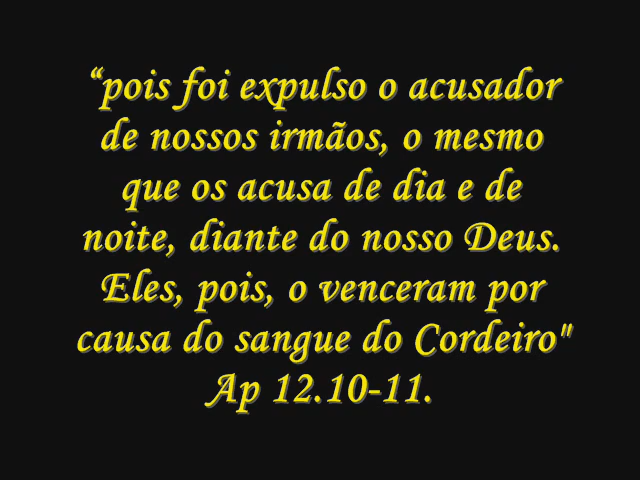 “pois foi expulso o acusador
de nossos irmãos, o mesmo
que os acusa de dia e de
noite, diante do nosso Deus.
Eles, pois, o venceram por
causa do sangue do Cordeiro"
Ap 12.10-11.